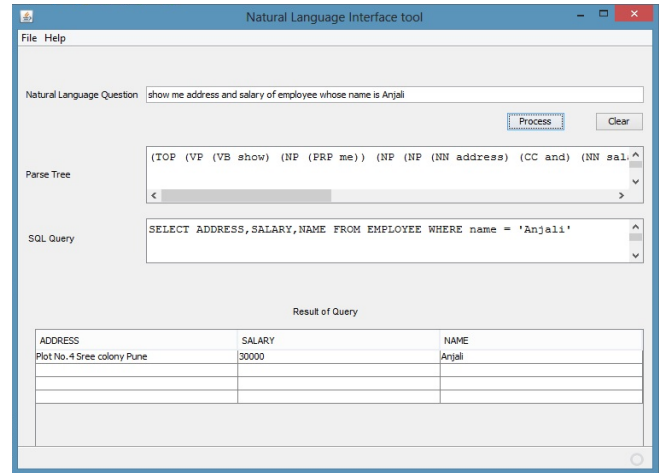 Natural Language Interface tool
File Help
Natural Language Question show me address and salary of employee whose name is Anjali
Process Clear
Parse Tree (TOP (VP (VB show) (NP (PRP me)) (NP (NP (NN address) (CC and) (NN sal
SQL Query SELECT ADDRESS,SALARY,NAME FROM EMPLOYEE WHERE name = 'Anjali'
Result of Query
ADDRESS SALARY NAME
Plot No.4 Sree colony Pune 30000 Anjali